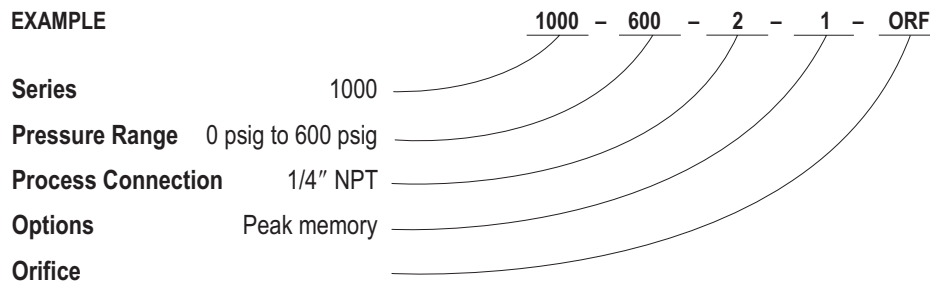 EXAMPLE 1000 – 600 – 2 – 1 – ORF
Series 1000
Pressure Range 0 psig to 600 psig
Process Connection 1/4″ NPT
Options Peak memory
Orifice